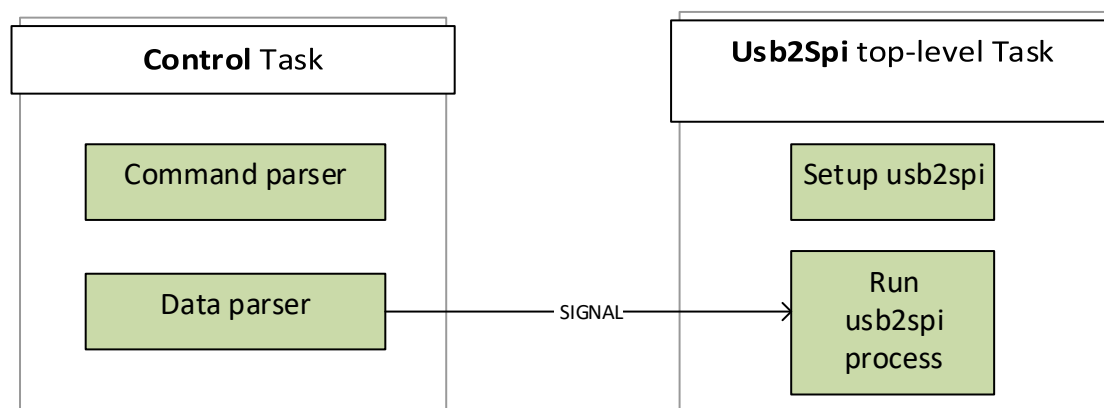 Control Task
Usb2Spi top-level Task
Command parser
Setup usb2spi
Data parser
SIGNAL
Run
usb2spi
process